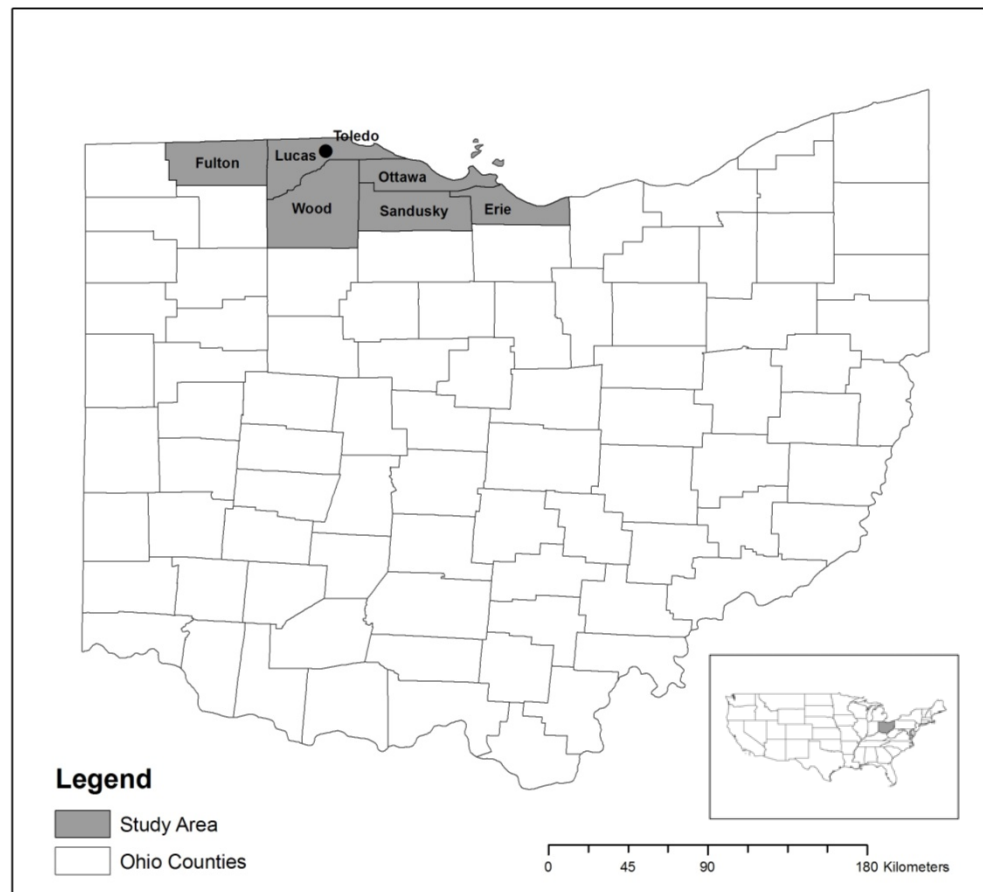 Toledo
Fulton
Lucas
Ottawa
Wood
Sandusky
Erie
Legend
Study Area
Ohio Counties
0 45 90 180 Kilometers